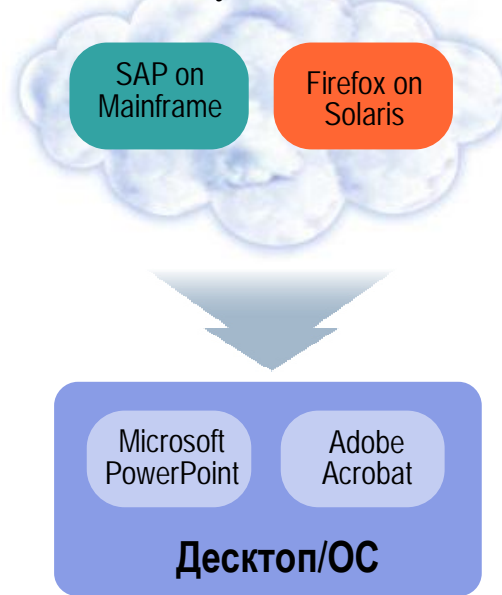 SAP on
Mainframe
Firefox on
Solaris
Microsoft
PowerPoint
Adobe
Acrobat
Десктоп/ОС